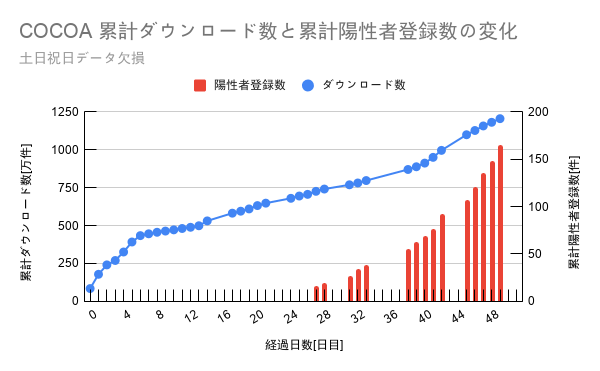 COCOA 累計ダウンロード数と累計陽性者登録数の変化
土日祝日データ欠損
陽性者登録数 ダウンロード数
1250 200
1000 150
750 100
500
250 50
0 0
累計ダウンロード数[万件]
累計陽性者登録数[件]
0 4 8 12 16 20 24 28 32 36 40 44 48
経過日数[日目]